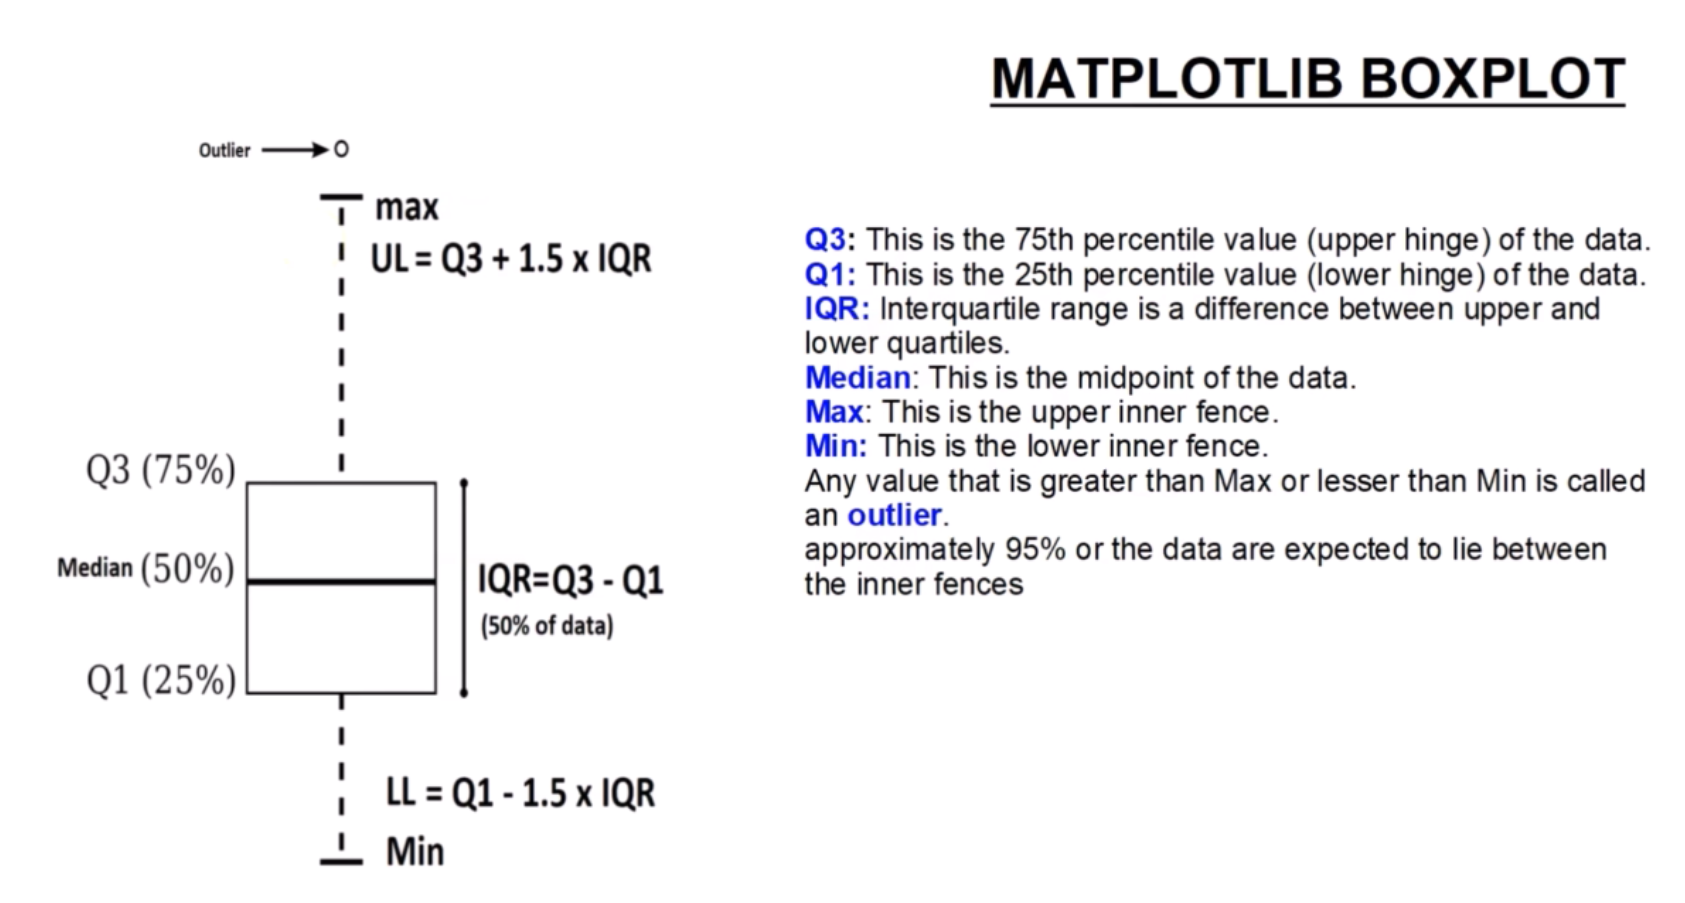 MATPLOTLIB BOXPLOT
Outlier
max
UL = Q3 + 1.5 x IQR
Q3 (75%)
Median (50%)
IQR=Q3 - Q1
(50% of data)
Q1 (25%)
LL = Q1 - 1.5 x IQR
Min
Q3: This is the 75th percentile value (upper hinge) of the data.
Q1: This is the 25th percentile value (lower hinge) of the data.
IQR: Interquartile range is a difference between upper and
lower quartiles.
Median: This is the midpoint of the data.
Max: This is the upper inner fence.
Min: This is the lower inner fence.
Any value that is greater than Max or lesser than Min is called
an outlier.
approximately 95% or the data are expected to lie between
the inner fences